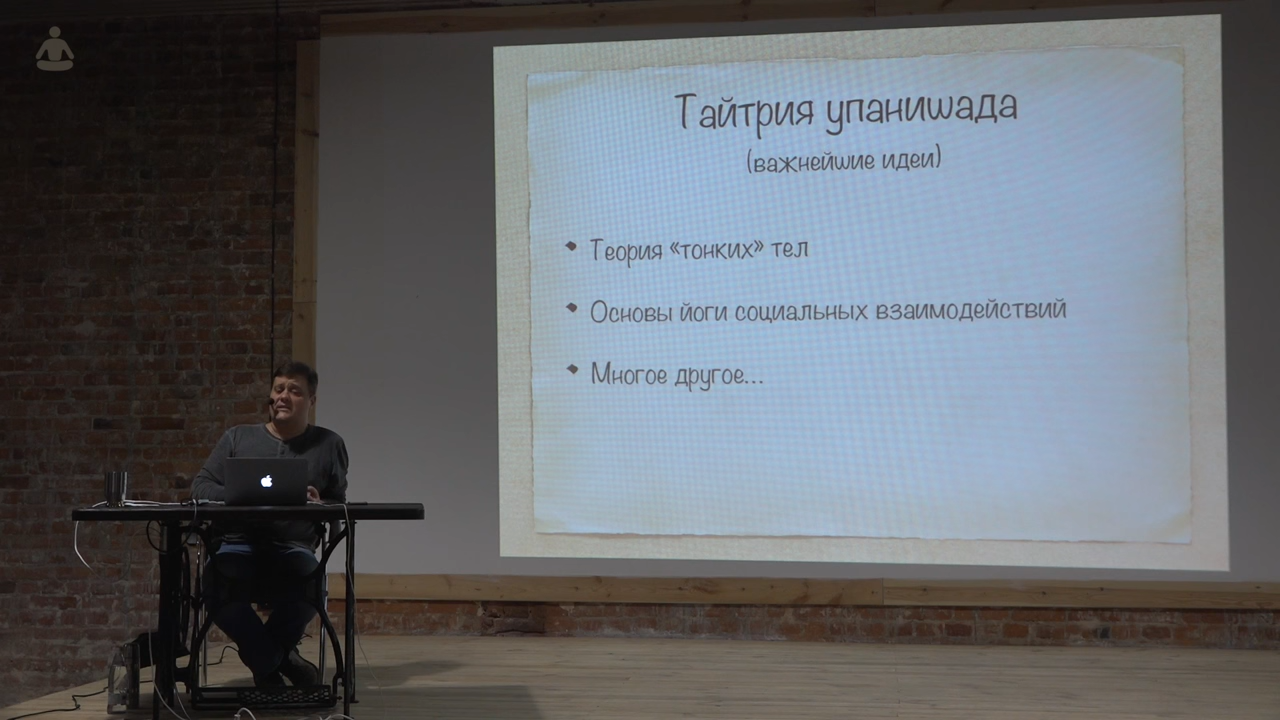 Тайтрия упанишада
(важнейшие идеи)
• Теория «тонких» тел
• Основы йоги социальных взаимодействий
• Многое другое...